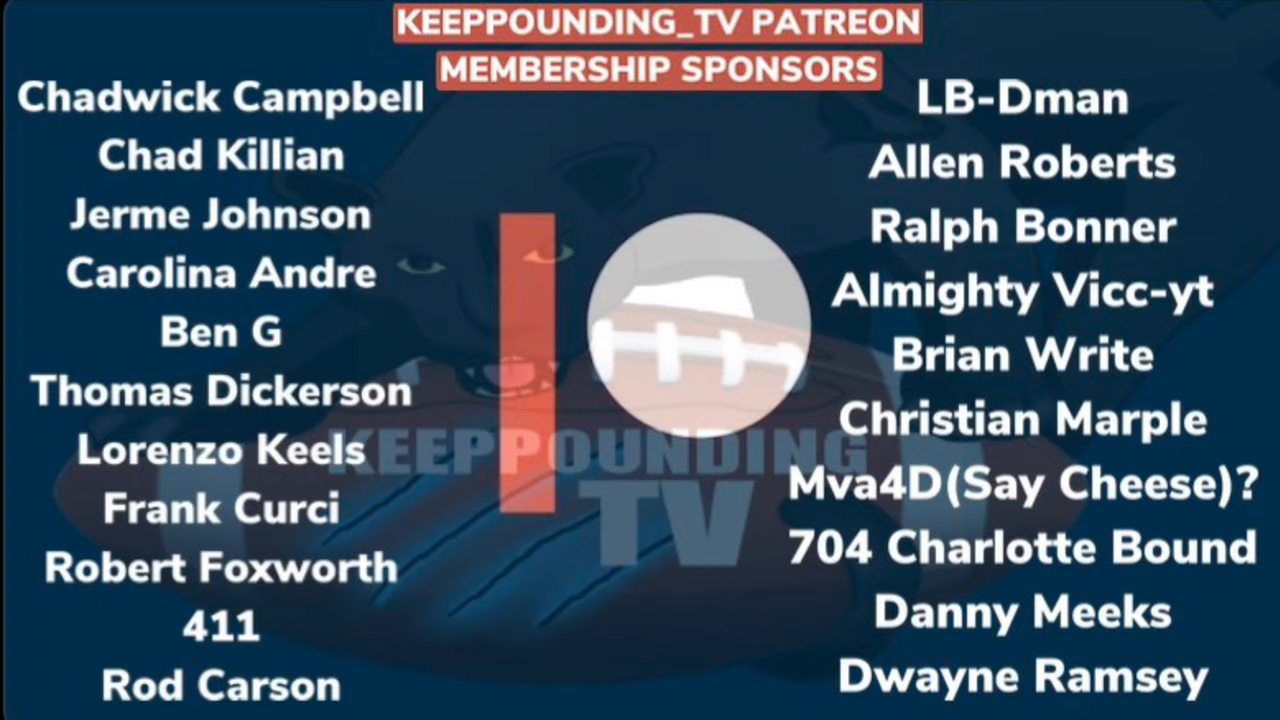 KEEPPOUNDING_TV PATREON
MEMBERSHIP SPONSORS
Chadwick Campbell
Chad Killian
Jerme Johnson
Carolina Andre
Ben G
Thomas Dickerson
Lorenzo Keels
Frank Curci
Robert Foxworth
411
Rod Carson
KEEPPOUNDING
TV
LB-Dman
Allen Roberts
Ralph Bonner
Almighty Vicc-yt
Brian Write
Christian Marple
Mva4D(Say Cheese)?
704 Charlotte Bound
Danny Meeks
Dwayne Ramsey